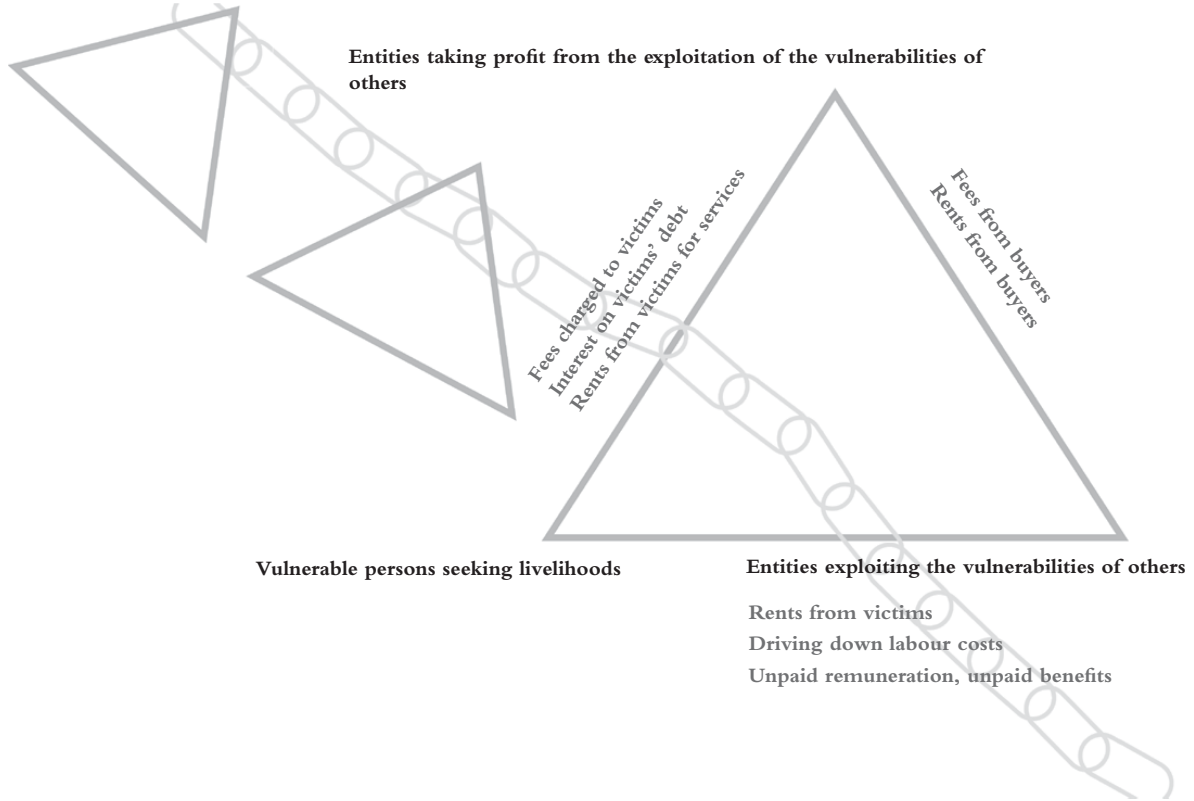 Entities taking profit from the exploitation of the vulnerabilities of
others
Fees charged to victims
Interest on victims’ debt
Rents from victims for services
Fees from buyers
Rents from buyers
Vulnerable persons seeking livelihoods
Entities exploiting the vulnerabilities of others
Rents from victims
Driving down labour costs
Unpaid remuneration, unpaid benefits